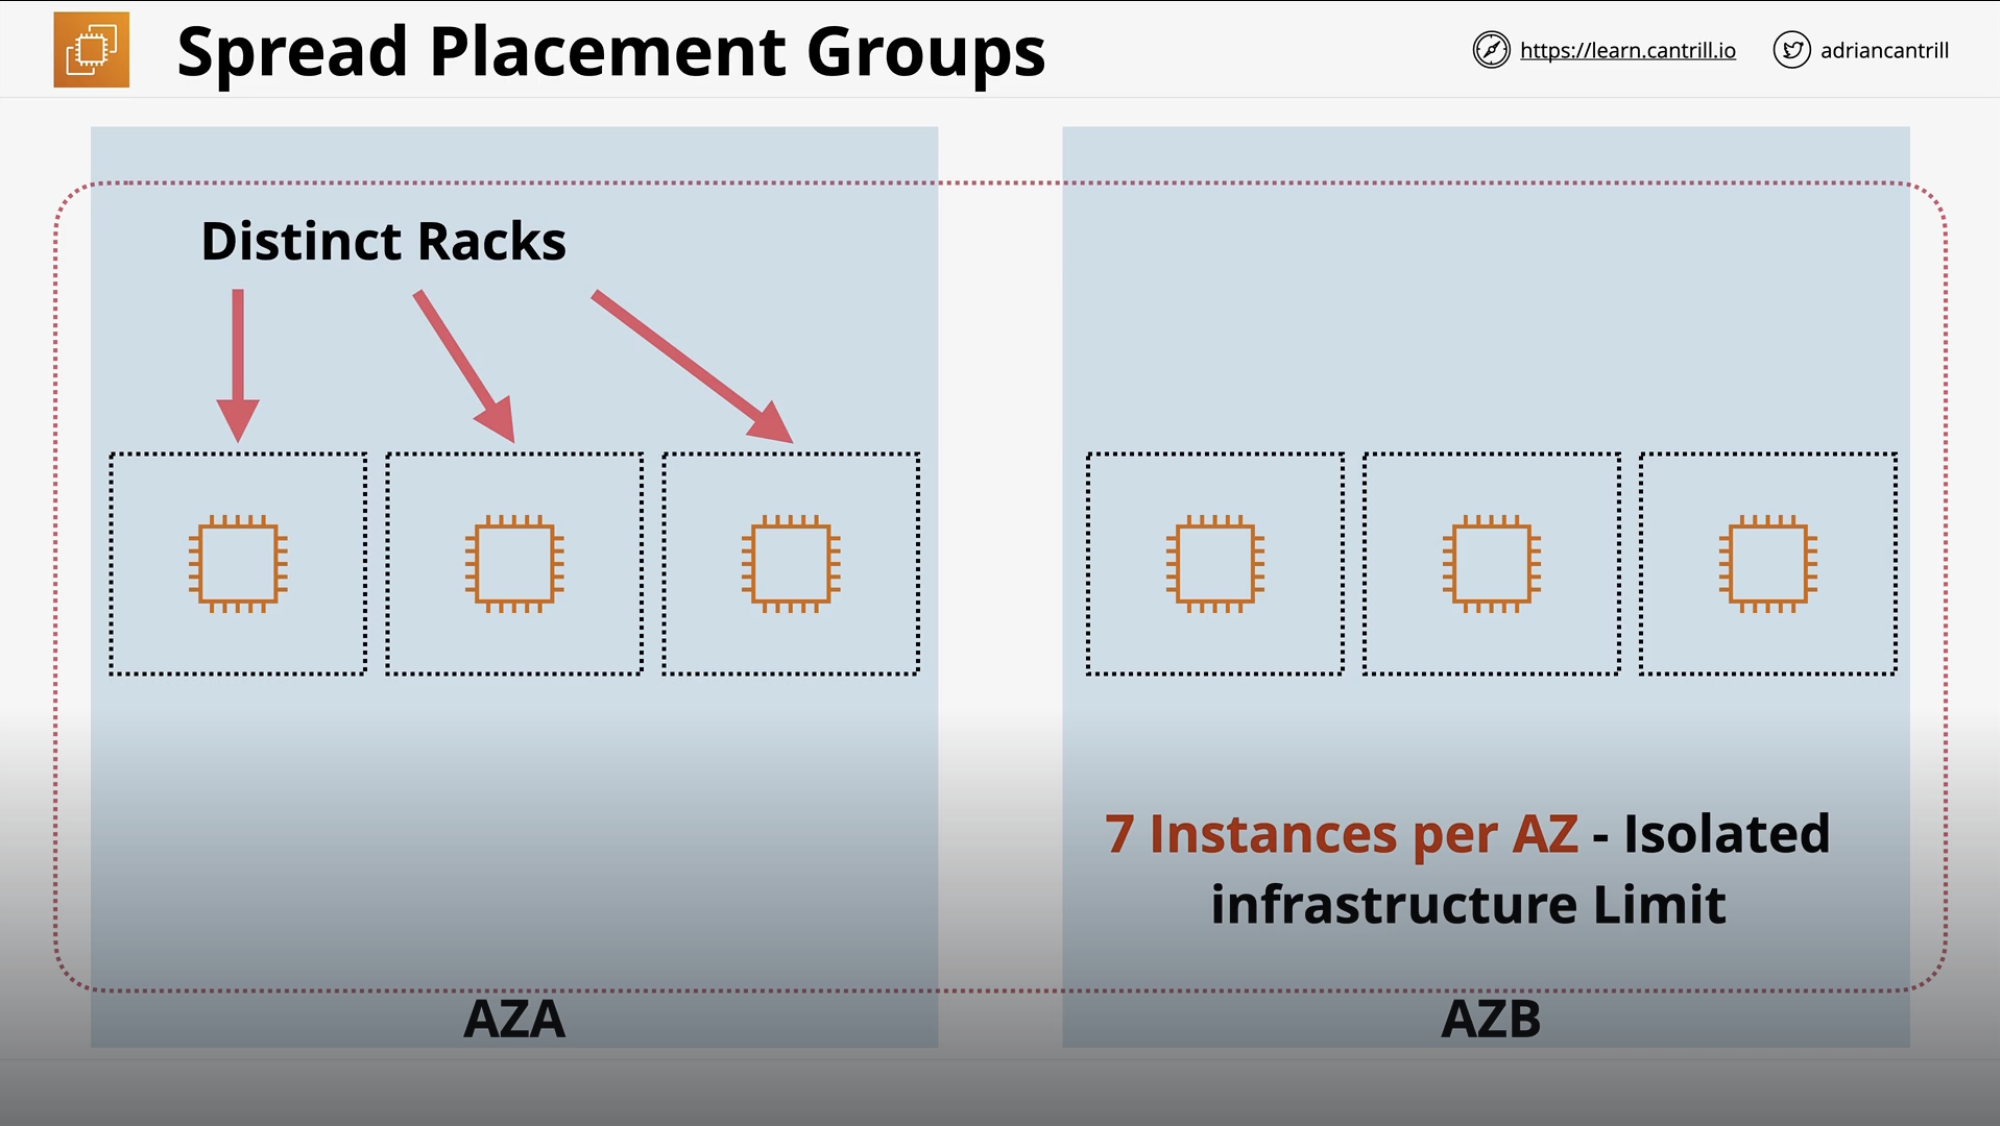 Spread Placement Groups
https://learn.cantrill.io
adriancantrill
Distinct Racks
7 Instances per AZ - Isolated
infrastructure Limit
AZA
AZB